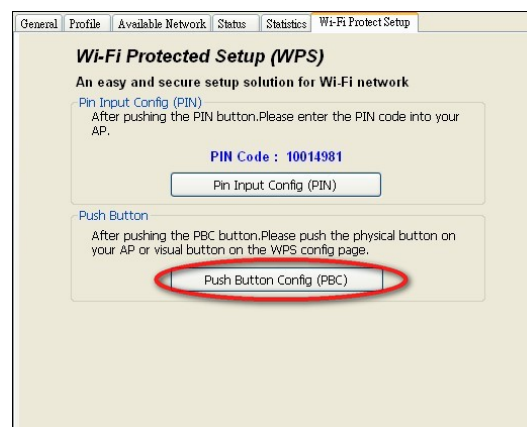 General Profile Available Network Status Statistics Wi-Fi Protect Setup
Wi-Fi Protected Setup (WPS)
An easy and secure setup solution for Wi-Fi network
Pin Input Config (PIN)
After pushing the PIN button.Please enter the PIN code into your
AP.
PIN Code : 10014981
Pin Input Config (PIN)
Push Button
After pushing the PBC button.Please push the physical button on
your AP or visual button on the WPS config page.
Push Button Config (PBC)